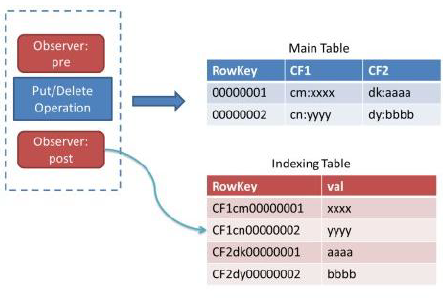 Observer:
pre
Put/Delete
Operation
Observer:
post
Main Table
RowKey CF1 CF2
00000001 cm:xxxx dk:aaaa
00000002 cn:yyyy dy:bbbb
Indexing Table
RowKey val
CF1cm00000001 xxxx
CF1cn00000002 yyyy
CF2dk00000001 aaaa
CF2dy00000002 bbbb